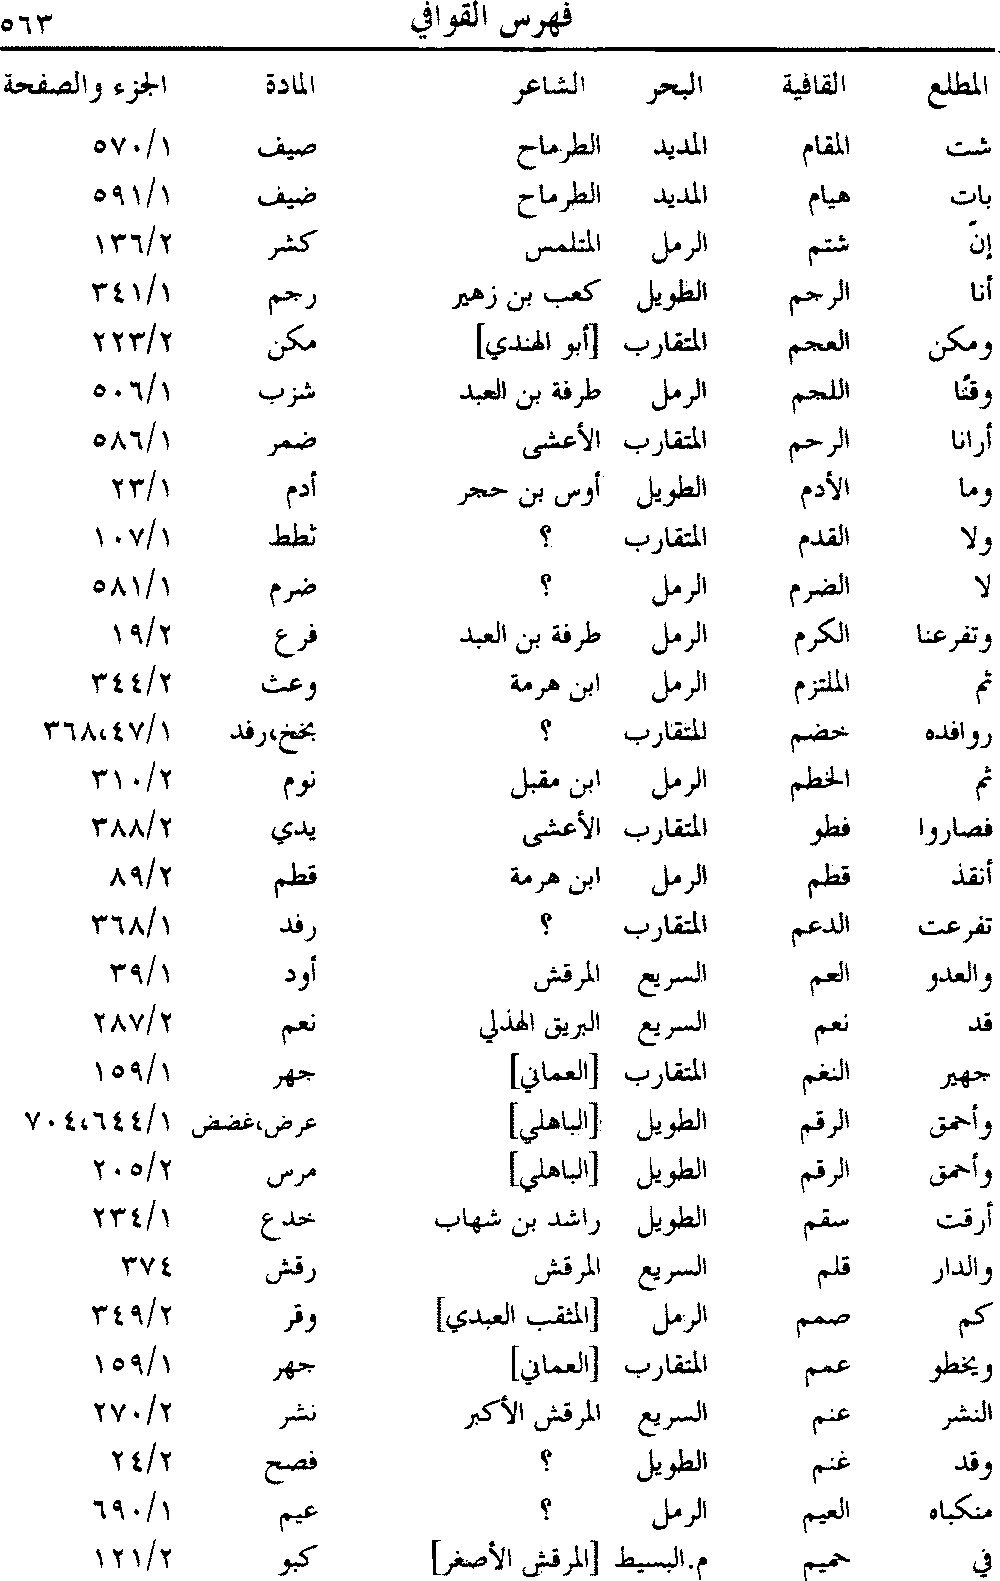 فهرس القوافي ٥٦٣
المطلع القافية البحر الشاعر المادة الجزء والصفحة
شت المقام المديد الطرماح صيف ٥٧٠/١
بات هيام المديد الطرماح ضيف ٥٩١/١
إنّ شتم الرمل المتلمس كشر ١٣٦/٢
أنا الرجم الطويل كعب بن زهير رجم ٣٤١/١
ومكن العجم المتقارب [أبو الهندي] مكن ٢٢٣/٢
وقنًا اللجم الرمل طرفة بن العبد شزب ٥٠٦/١
أرانا الرحم المتقارب الأعشى ضمر ٥٨٦/١
وما الأدم الطويل أوس بن حجر أدم ٢٣/١
ولا القدم المتقارب ؟ ثطط ١٠٧/١
لا الضرم الرمل ؟ ضرم ٥٨١/١
وتفرعنا الكرم الرمل طرفة بن العبد فرع ١٩/٢
ثم الملتزم الرمل ابن هرمة وعث ٣٤٤/٢
روافده خضم للمتقارب ؟ بخخ،رفد ٣٦٨،٤٧/١
ثم الخطم الرمل ابن مقبل نوم ٣١٠/٢
فصاروا فطو المتقارب الأعشى يدي ٣٨٨/٢
أنقذ قطم الرمل ابن هرمة قطم ٨٩/٢
تفرعت الدعم المتقارب ؟ رفد ٣٦٨/١
والعدو العم السريع المرقش أود ٣٩/١
قد نعم السريع البريق الهذلي نعم ٢٨٧/٢
جهير النغم المتقارب [العماني] جهر ١٥٩/١
وأحمق الرقم الطويل [الباهلي] عرض،غضض ٧٠٤،٦٤٤/١
وأحمق الرقم الطويل [الباهلي] مرس ٢٠٥/٢
أرقت سقم الطويل راشد بن شهاب خدع ٢٣٤/١
والدار قلم السريع المرقش رقش ٣٧٤
كم صمم الرمل [المثقب العبدي] وقر ٣٤٩/٢
ويخطو عمم المتقارب [العماني] جهر ١٥٩/١
النشر عنم السريع المرقش الأكبر نشر ٢٧٠/٢
وقد غنم الطويل ؟ فصح ٢٤/٢
منكباه العيم الرمل ؟ عيم ٦٩٠/١
في حميم م.البسيط [المرقش الأصغر] كبو ١٢١/٢